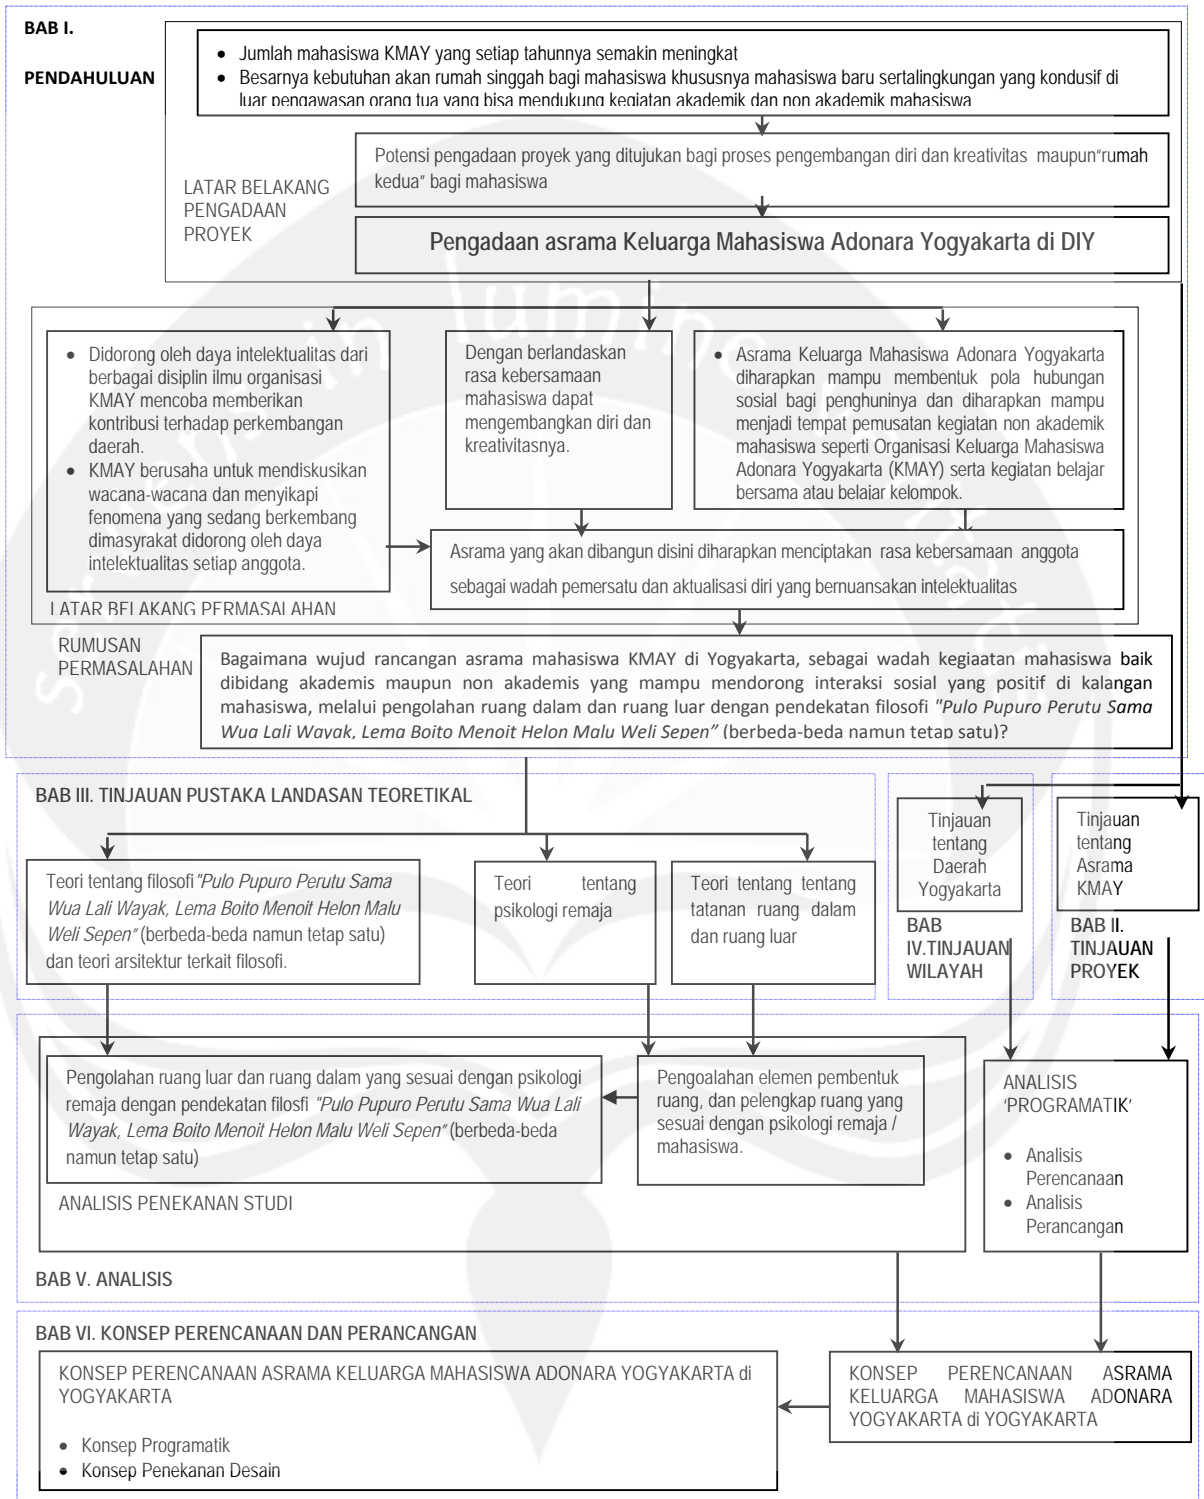 BAB I.
PENDAHULUAN
• Jumlah mahasiswa KMAY yang setiap tahunnya semakin meningkat
• Besarnya kebutuhan akan rumah singgah bagi mahasiswa khususnya mahasiswa baru sertalingkungan yang kondusif di
luar pengawasan orang tua yang bisa mendukung kegiatan akademik dan non akademik mahasiswa
Potensi pengadaan proyek yang ditujukan bagi proses pengembangan diri dan kreativitas maupun“rumah
kedua” bagi mahasiswa
LATAR BELAKANG
PENGADAAN
PROYEK
Pengadaan asrama Keluarga Mahasiswa Adonara Yogyakarta di DIY
• Didorong oleh daya intelektualitas dari
berbagai disiplin ilmu organisasi
KMAY mencoba memberikan
kontribusi terhadap perkembangan
daerah.
• KMAY berusaha untuk mendiskusikan
wacana-wacana dan menyikapi
fenomena yang sedang berkembang
dimasyrakat didorong oleh daya
intelektualitas setiap anggota.
Dengan berlandaskan
rasa kebersamaan
mahasiswa dapat
mengembangkan diri dan
kreativitasnya.
• Asrama Keluarga Mahasiswa Adonara Yogyakarta
diharapkan mampu membentuk pola hubungan
sosial bagi penghuninya dan diharapkan mampu
menjadi tempat pemusatan kegiatan non akademik
mahasiswa seperti Organisasi Keluarga Mahasiswa
Adonara Yogyakarta (KMAY) serta kegiatan belajar
bersama atau belajar kelompok.
Asrama yang akan dibangun disini diharapkan menciptakan rasa kebersamaan anggota
sebagai wadah pemersatu dan aktualisasi diri yang bernuansakan intelektualitas
LATAR BELAKANG PERMASALAHAN
RUMUSAN
PERMASALAHAN
Bagaimana wujud rancangan asrama mahasiswa KMAY di Yogyakarta, sebagai wadah kegiaatan mahasiswa baik
dibidang akademis maupun non akademis yang mampu mendorong interaksi sosial yang positif di kalangan
mahasiswa, melalui pengolahan ruang dalam dan ruang luar dengan pendekatan filosofi "Pulo Pupuro Perutu Sama
Wua Lali Wayak, Lema Boito Menoit Helon Malu Weli Sepen” (berbeda-beda namun tetap satu)?
BAB III. TINJAUAN PUSTAKA LANDASAN TEORETIKAL
Teori tentang filosofi"Pulo Pupuro Perutu Sama
Wua Lali Wayak, Lema Boito Menoit Helon Malu
Weli Sepen” (berbeda-beda namun tetap satu)
dan teori arsitektur terkait filosofi.
Teori tentang
psikologi remaja
Teori tentang tentang
tatanan ruang dalam
dan ruang luar
Tinjauan
tentang
Daerah
Yogyakarta
BAB
IV.TINJAUAN
WILAYAH
Tinjauan
tentang
Asrama
KMAY
BAB II.
TINJAUAN
PROYEK
Pengolahan ruang luar dan ruang dalam yang sesuai dengan psikologi
remaja dengan pendekatan filosfi "Pulo Pupuro Perutu Sama Wua Lali
Wayak, Lema Boito Menoit Helon Malu Weli Sepen” (berbeda-beda
namun tetap satu)
Pengoalahan elemen pembentuk
ruang, dan pelengkap ruang yang
sesuai dengan psikologi remaja /
mahasiswa.
ANALISIS PENEKANAN STUDI
ANALISIS
‘PROGRAMATIK’
• Analisis
Perencanaan
• Analisis
Perancangan
BAB V. ANALISIS
BAB VI. KONSEP PERENCANAAN DAN PERANCANGAN
KONSEP PERENCANAAN ASRAMA KELUARGA MAHASISWA ADONARA YOGYAKARTA di
YOGYAKARTA
• Konsep Programatik
• Konsep Penekanan Desain
KONSEP PERENCANAAN ASRAMA
KELUARGA MAHASISWA ADONARA
YOGYAKARTA di YOGYAKARTA
serviens in lumine veritatis